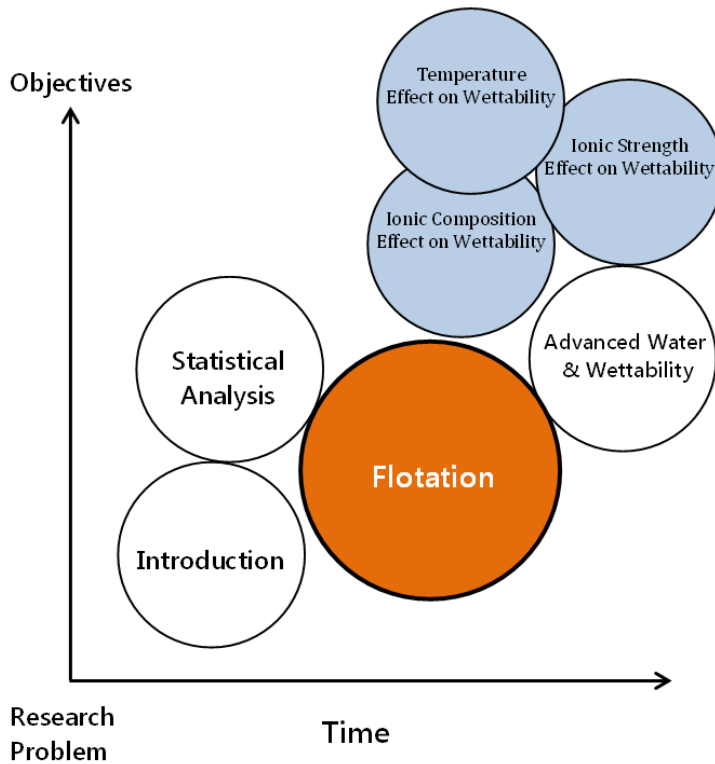 Objectives
Temperature
Effect on Wettability
Ionic Strength
Effect on Wettability
Ionic Composition
Effect on Wettability
Statistical
Analysis
Advanced Water
& Wettability
Flotation
Introduction
Research
Problem
Time